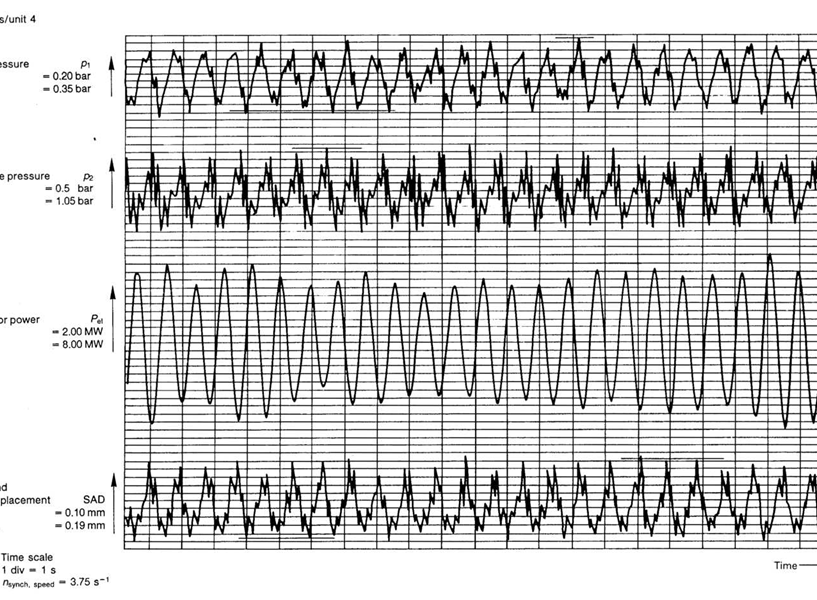 s/unit 4
essure p₁
= 0.20 bar
= 0.35 bar
e pressure p₂
= 0.5 bar
= 1.05 bar
or power Pel
= 2.00 MW
= 8.00 MW
nd
placement SAD
= 0.10 mm
= 0.19 mm
Time scale
1 div = 1 s
nsynch, speed = 3.75 s⁻¹
Time